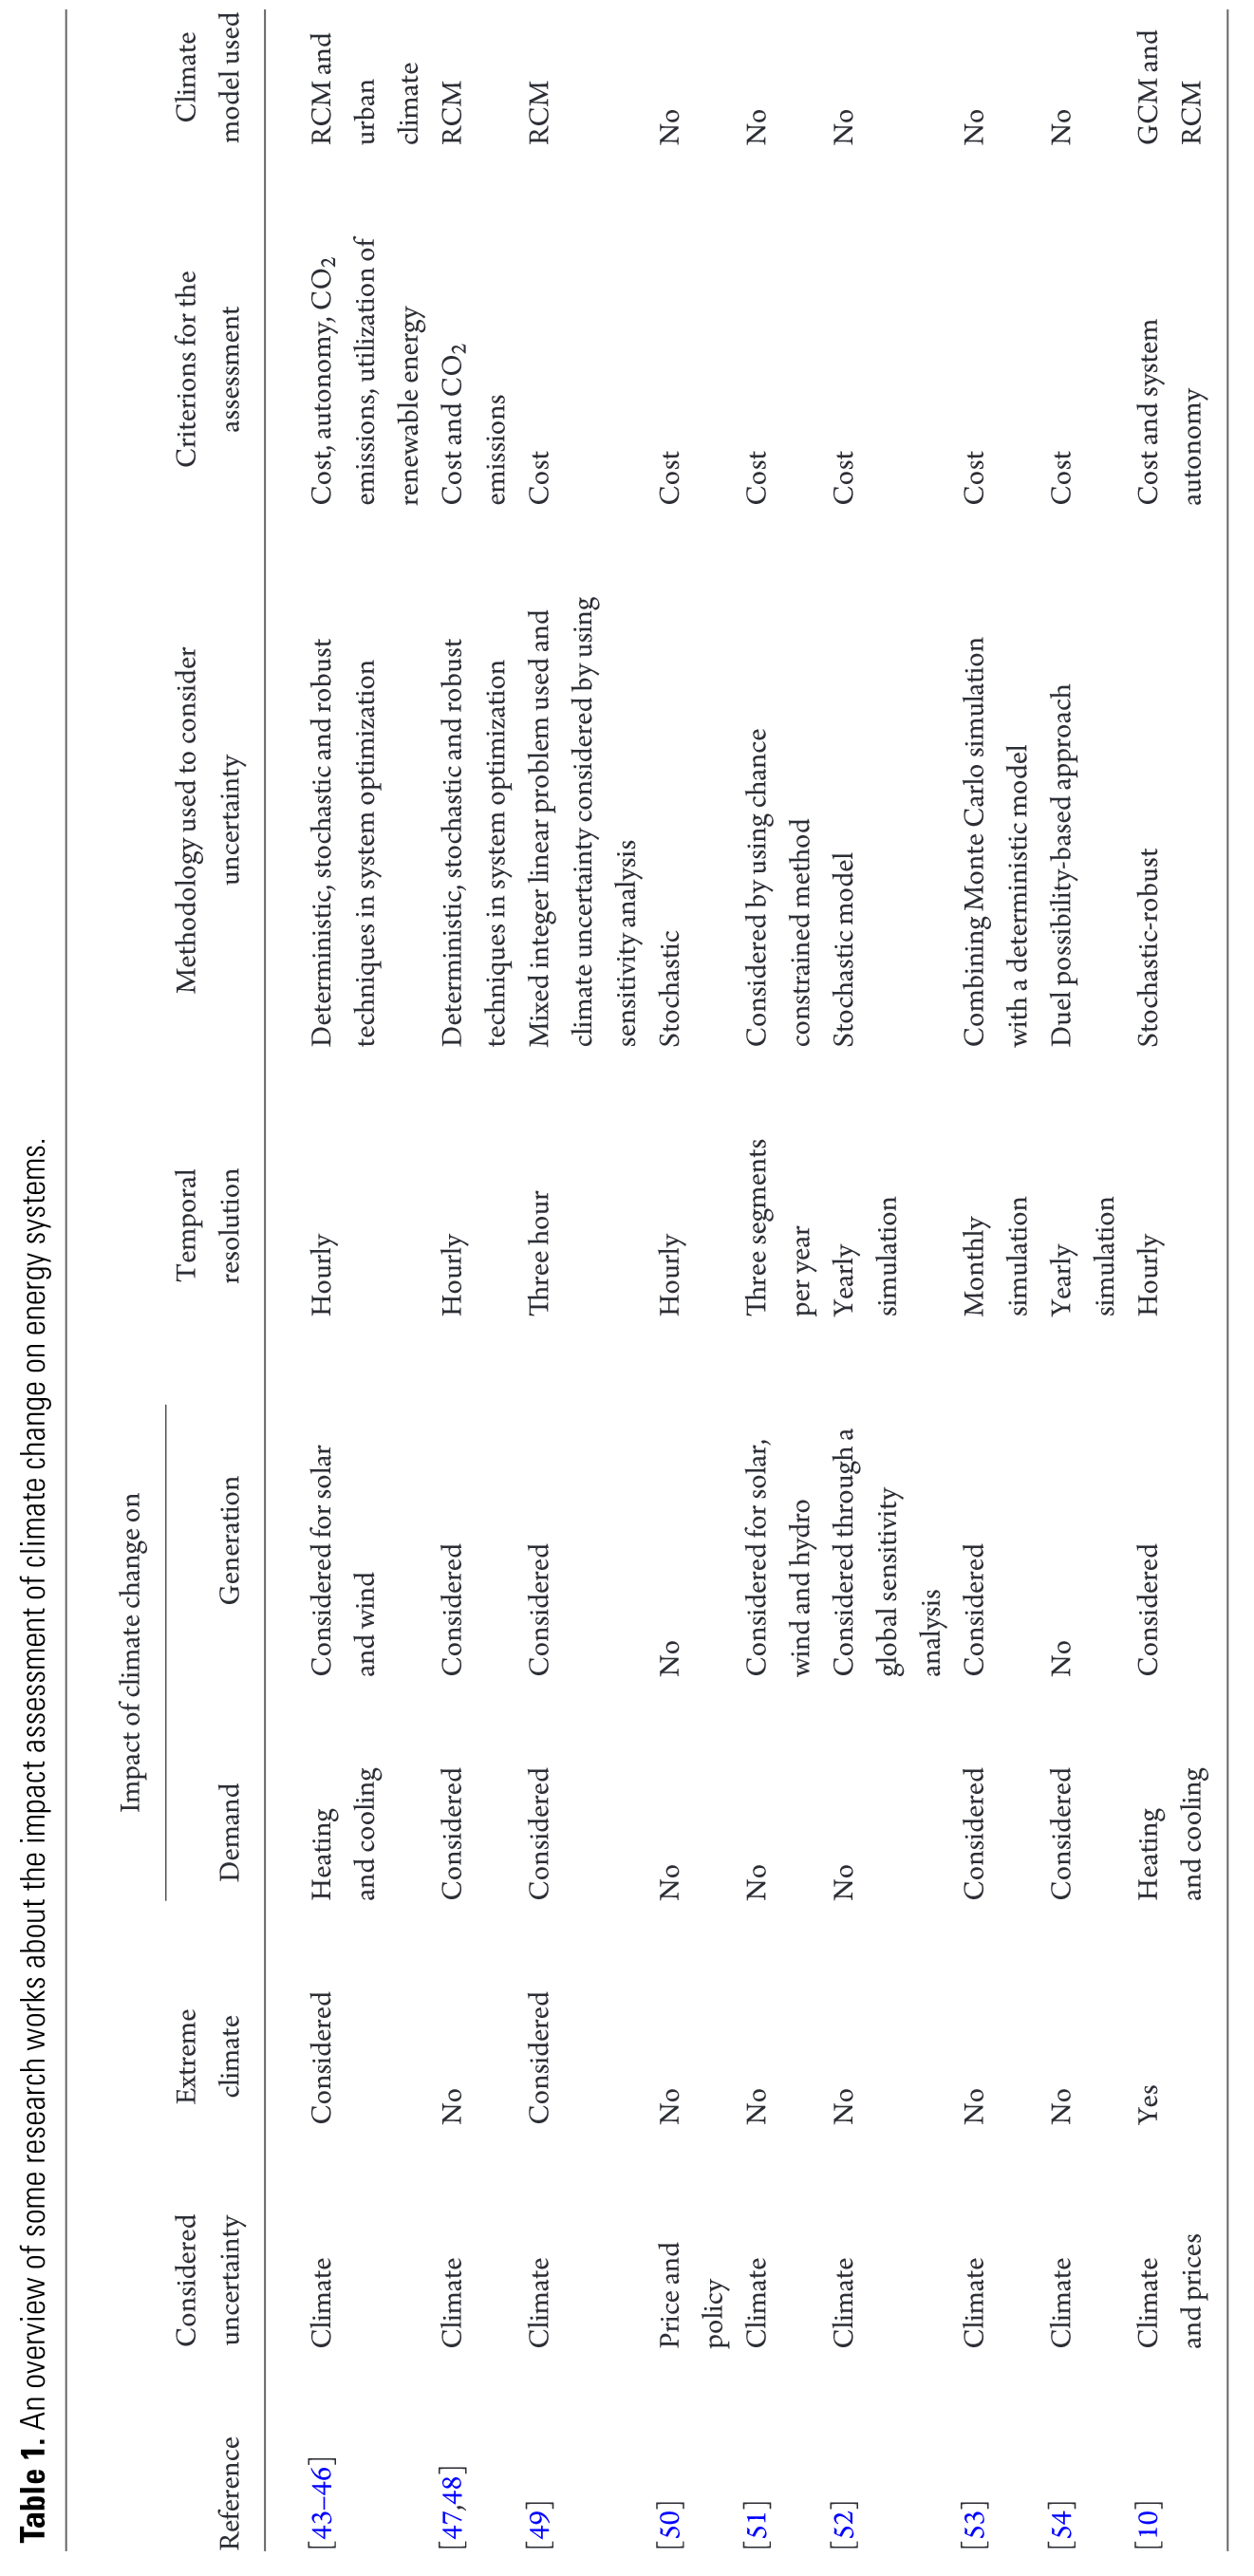 Table 1. An overview of some research works about the impact assessment of climate change on energy systems.
Impact of climate change on
Considered Extreme Temporal Methodology used to consider Criterions for the Climate
Reference uncertainty climate Demand Generation resolution uncertainty assessment model used
[43–46] Climate Considered Heating Considered for solar Hourly Deterministic, stochastic and robust Cost, autonomy, CO2 RCM and
and cooling and wind techniques in system optimization emissions, utilization of urban
renewable energy climate
[47,48] Climate No Considered Considered Hourly Deterministic, stochastic and robust Cost and CO2 RCM
techniques in system optimization emissions
[49] Climate Considered Considered Considered Three hour Mixed integer linear problem used and Cost RCM
climate uncertainty considered by using
sensitivity analysis
[50] Price and No No No Hourly Stochastic Cost No
policy
[51] Climate No No Considered for solar, Three segments Considered by using chance Cost No
wind and hydro per year constrained method
[52] Climate No No Considered through a Yearly Stochastic model Cost No
global sensitivity simulation
analysis
[53] Climate No Considered Considered Monthly Combining Monte Carlo simulation Cost No
simulation with a deterministic model
[54] Climate No Considered No Yearly Duel possibility-based approach Cost No
simulation
[10] Climate Yes Heating Considered Hourly Stochastic-robust Cost and system GCM and
and prices and cooling autonomy RCM